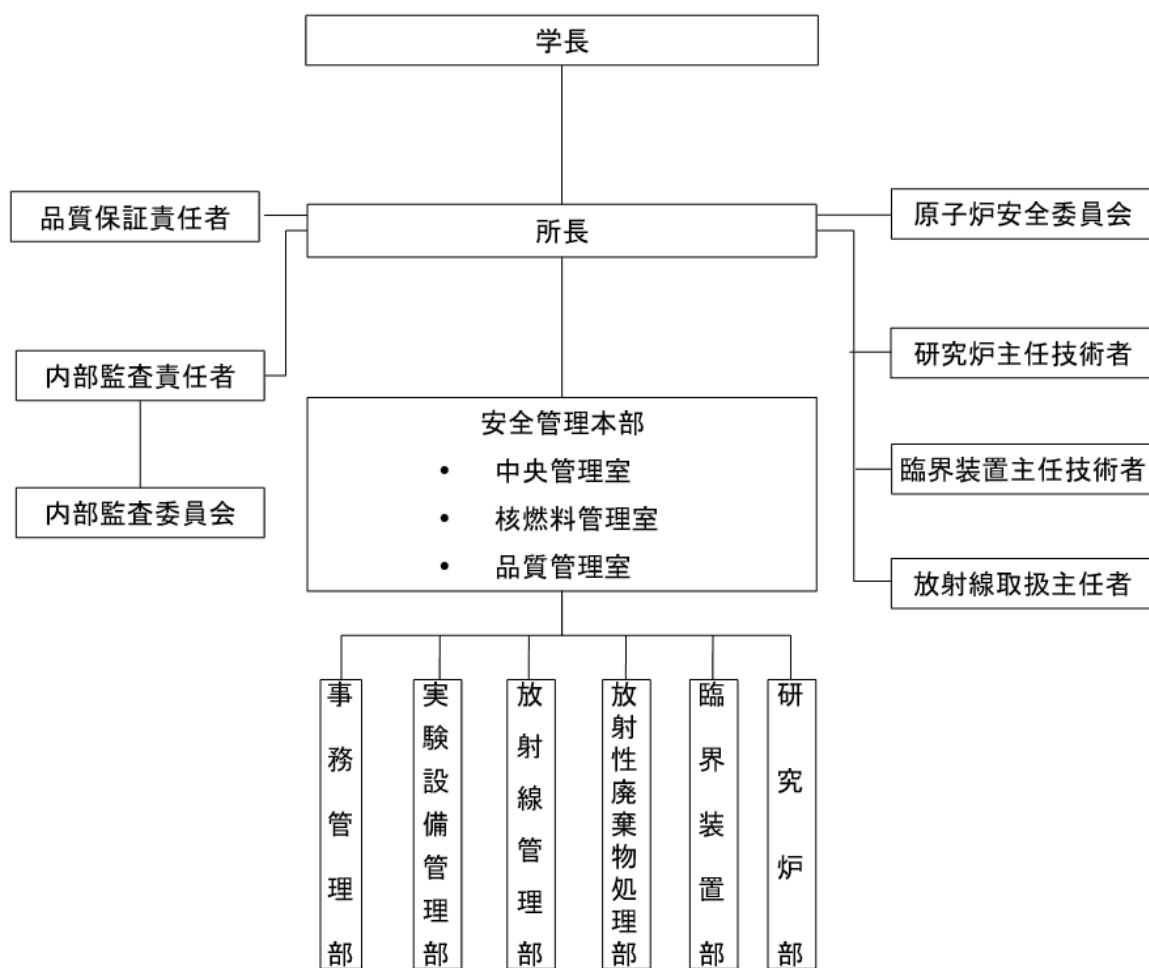 学長
品質保証責任者
所長
原子炉安全委員会
内部監査責任者
研究炉主任技術者
安全管理本部
• 中央管理室
• 核燃料管理室
• 品質管理室
内部監査委員会
臨界装置主任技術者
放射線取扱主任者
事務管理部
実験設備管理部
放射線管理部
放射性廃棄物処理部
臨界装置部
研究炉部